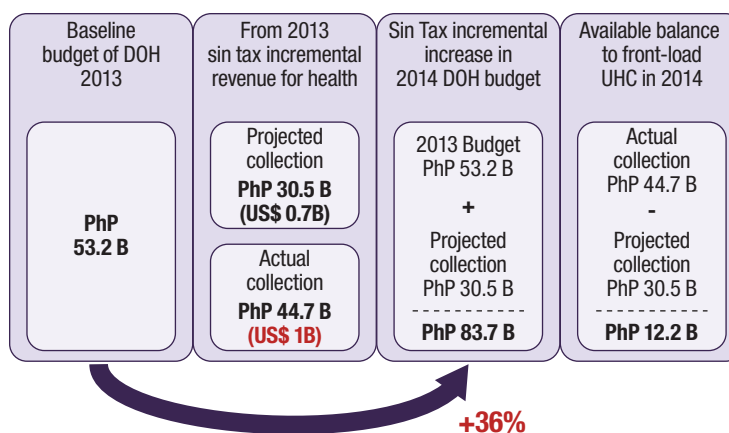 Baseline
budget of DOH
2013
PhP
53.2 B
From 2013
sin tax incremental
revenue for health
Projected
collection
PhP 30.5 B
(US$ 0.7B)
Actual
collection
PhP 44.7 B
(US$ 1B)
Sin Tax incremental
increase in
2014 DOH budget
2013 Budget
PhP 53.2 B
+
Projected
collection
PhP 30.5 B
PhP 83.7 B
Available balance
to front-load
UHC in 2014
Actual
collection
PhP 44.7 B
-
Projected
collection
PhP 30.5 B
PhP 12.2 B
+36%